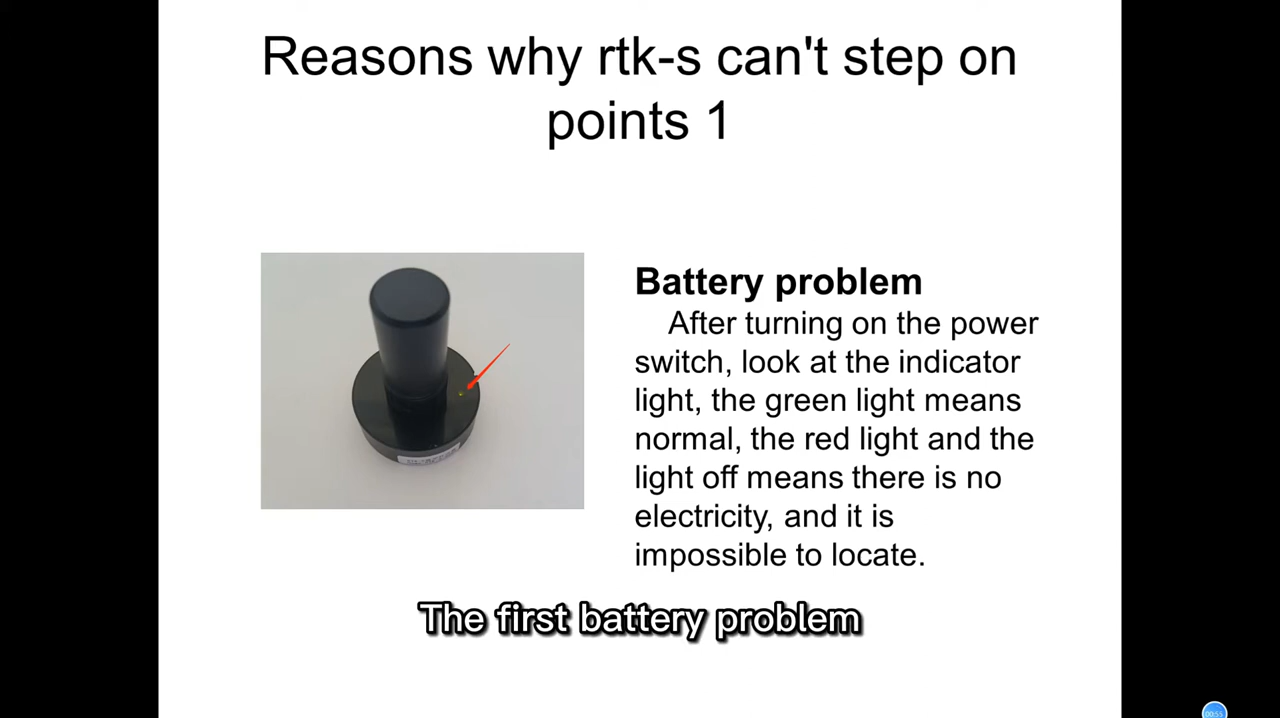 Reasons why rtk-s can't step on
points 1
Battery problem
After turning on the power
switch, look at the indicator
light, the green light means
normal, the red light and the
light off means there is no
electricity, and it is
impossible to locate.
The first battery problem
00:55